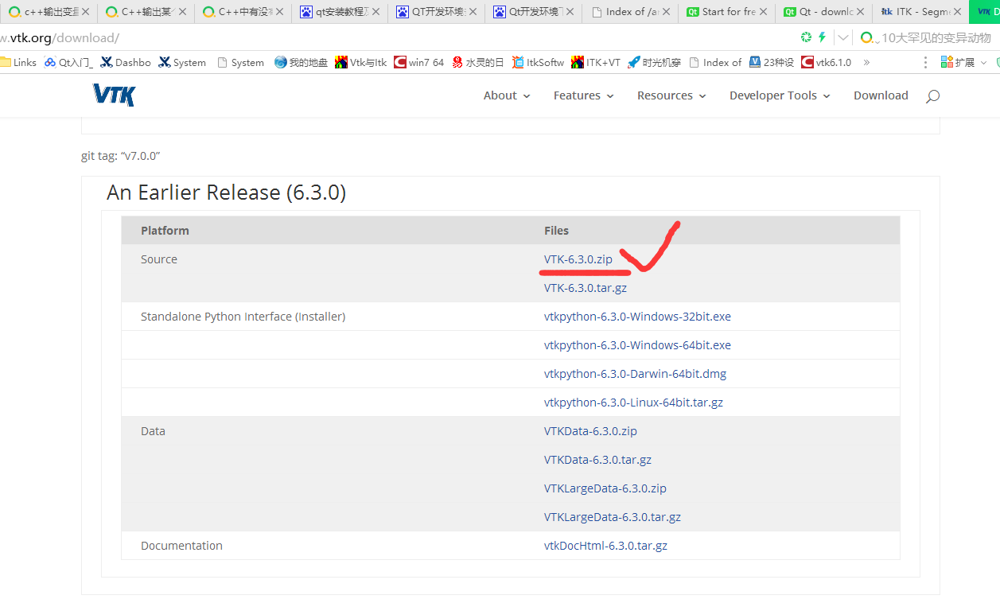 c++输出变量
C++输出某个
C++中有没有
qt安装教程及
QT开发环境
Qt开发环境下
Index of /a
Start for fre
Qt - downlo
itk ITK - Segm
VTK D
w.vtk.org/download/
10大罕见的变异动物
Links
Qt入门_
Dashbo
System
System
我的地盘
Vtk与Itk
win7 64
水灵的日
ItkSoftw
ITK+VT
时光机穿
Index of
23种设
vtk6.1.0
»
扩展
VTK
About
Features
Resources
Developer Tools
Download
git tag: “v7.0.0”
An Earlier Release (6.3.0)
Platform Files
Source VTK-6.3.0.zip
VTK-6.3.0.tar.gz
Standalone Python Interface (Installer) vtkpython-6.3.0-Windows-32bit.exe
vtkpython-6.3.0-Windows-64bit.exe
vtkpython-6.3.0-Darwin-64bit.dmg
vtkpython-6.3.0-Linux-64bit.tar.gz
Data VTKData-6.3.0.zip
VTKData-6.3.0.tar.gz
VTKLargeData-6.3.0.zip
VTKLargeData-6.3.0.tar.gz
Documentation vtkDocHtml-6.3.0.tar.gz